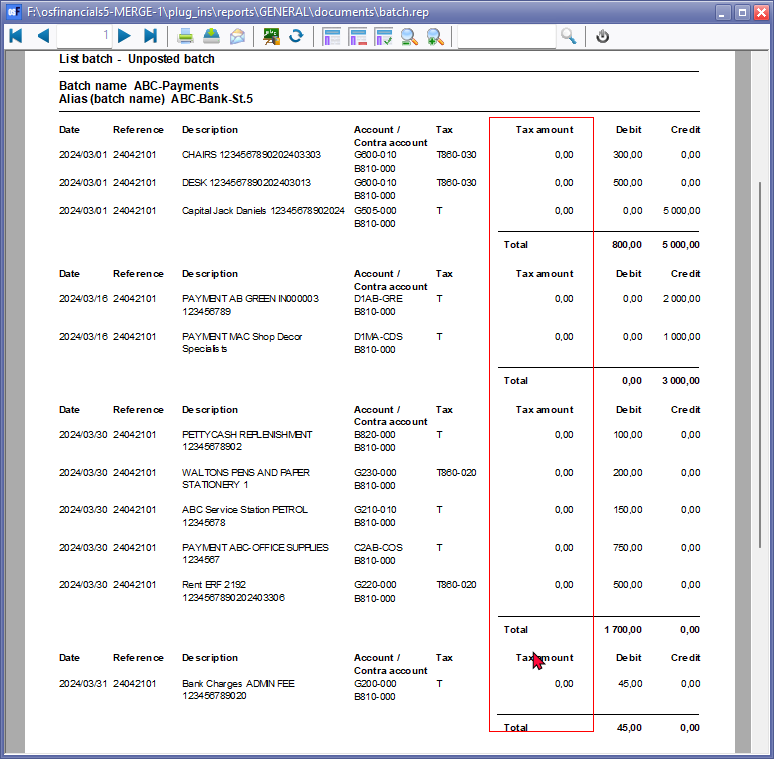 F:\osfinancials5-MERGE-1\plug_ins\reports\GENERAL\documents\batch.rep
1
List batch - Unposted batch
Batch name ABC-Payments
Alias (batch name) ABC-Bank-St.5
Date Reference Description Account / Tax Tax amount Debit Credit
Contra account
2024/03/01 24042101 CHAIRS 1234567890202403303 G600-010 T860-030 0,00 300,00 0,00
B810-000
2024/03/01 24042101 DESK 1234567890202403013 G600-010 T860-030 0,00 500,00 0,00
B810-000
2024/03/01 24042101 Capital Jack Daniels 12345678902024 G505-000 T 0,00 0,00 5 000,00
B810-000
Total 800,00 5 000,00
Date Reference Description Account / Tax Tax amount Debit Credit
Contra account
2024/03/16 24042101 PAYMENT AB GREEN IN000003 D1AB-GRE T 0,00 0,00 2 000,00
123456789 B810-000
2024/03/16 24042101 PAYMENT MAC Shop Decor D1MA-CDS T 0,00 0,00 1 000,00
Specialists B810-000
Total 0,00 3 000,00
Date Reference Description Account / Tax Tax amount Debit Credit
Contra account
2024/03/30 24042101 PETTYCASH REPLENISHMENT B820-000 T 0,00 100,00 0,00
12345678902 B810-000
2024/03/30 24042101 WALTONS PENS AND PAPER G230-000 T860-020 0,00 200,00 0,00
STATIONERY 1 B810-000
2024/03/30 24042101 ABC Service Station PETROL G210-010 T 0,00 150,00 0,00
12345678 B810-000
2024/03/30 24042101 PAYMENT ABC-OFFICE SUPPLIES C2AB-COS T 0,00 750,00 0,00
1234567 B810-000
2024/03/30 24042101 Rent ERF 2192 G220-000 T860-020 0,00 500,00 0,00
1234567890202403306 B810-000
Total 1 700,00 0,00
Date Reference Description Account / Tax Tax amount Debit Credit
Contra account
2024/03/31 24042101 Bank Charges ADMIN FEE G200-000 T 0,00 45,00 0,00
123456789020 B810-000
Total 45,00 0,00